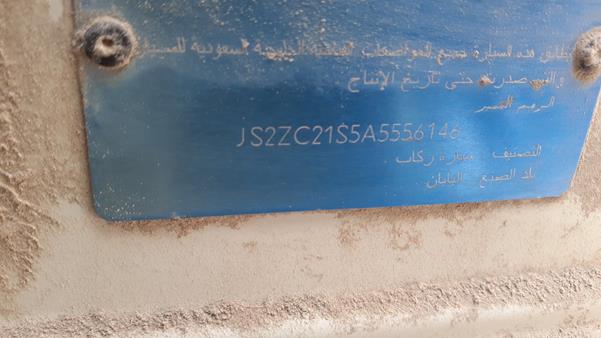 تطابق هذه السيارة جميع المواصفات القياسية الخليجية السعودية
والتي صدرت حتى تاريخ الإنتاج
الرقم المميز
JS2ZC21S5A5556146
التصنيف سيارة ركاب
بلد الصنع اليابان